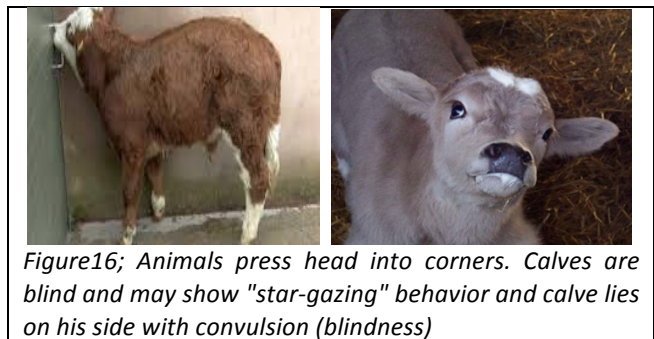 Figure16; Animals press head into corners. Calves are
blind and may show "star-gazing" behavior and calve lies
on his side with convulsion (blindness)